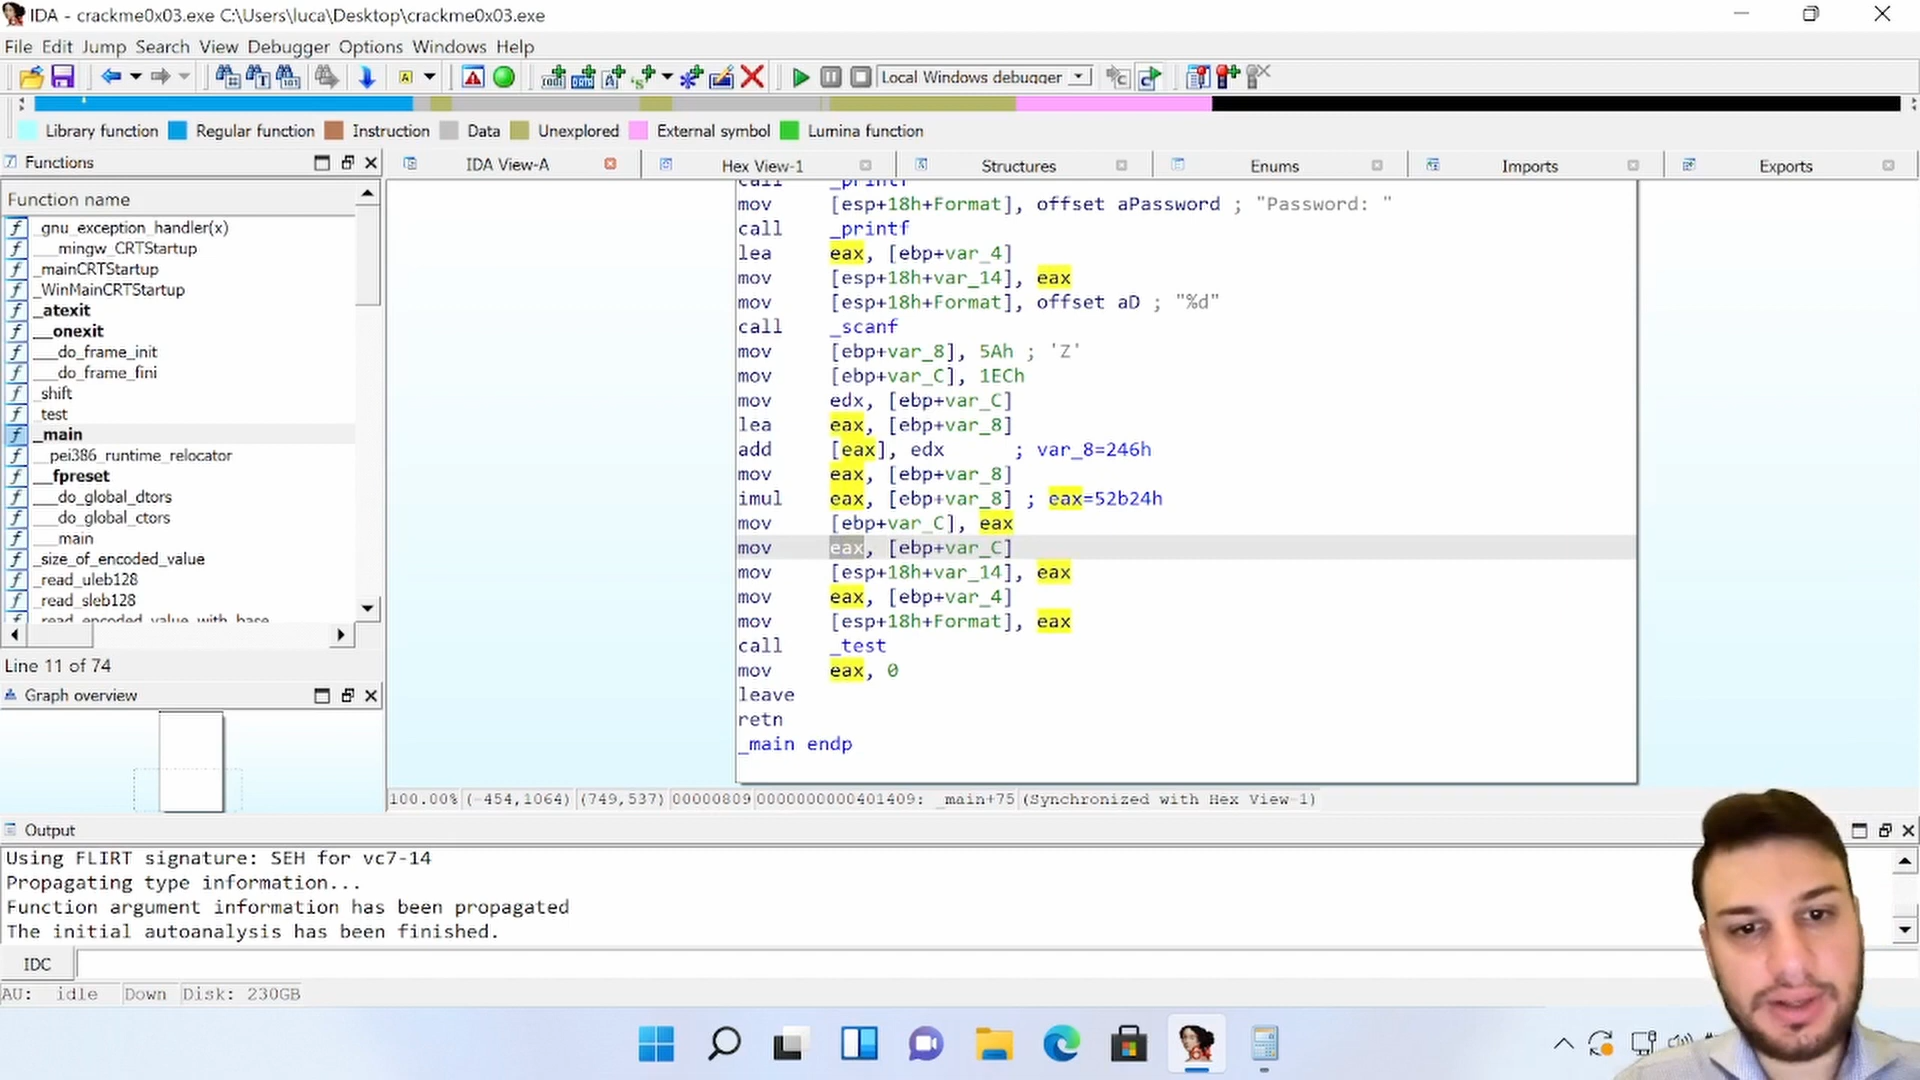 IDA - crackme0x03.exe C:\Users\luca\Desktop\crackme0x03.exe
File Edit Jump Search View Debugger Options Windows Help
Local Windows debugger
Library function Regular function Instruction Data Unexplored External symbol Lumina function
Functions
IDA View-A Hex View-1 Structures Enums Imports Exports
Function name
_gnu_exception_handler(x)
___mingw_CRTStartup
_mainCRTStartup
_WinMainCRTStartup
_atexit
__onexit
___do_frame_init
___do_frame_fini
_shift
_test
_main
__pei386_runtime_relocator
__fpreset
___do_global_dtors
___do_global_ctors
___main
_size_of_encoded_value
_read_uleb128
_read_sleb128
read_encoded_value_with_base
Line 11 of 74
Graph overview
call _printf
mov [esp+18h+Format], offset aPassword ; "Password: "
call _printf
lea eax, [ebp+var_4]
mov [esp+18h+var_14], eax
mov [esp+18h+Format], offset aD ; "%d"
call _scanf
mov [ebp+var_8], 5Ah ; 'Z'
mov [ebp+var_C], 1ECh
mov edx, [ebp+var_C]
lea eax, [ebp+var_8]
add [eax], edx ; var_8=246h
mov eax, [ebp+var_8]
imul eax, [ebp+var_8] ; eax=52b24h
mov [ebp+var_C], eax
mov eax, [ebp+var_C]
mov [esp+18h+var_14], eax
mov eax, [ebp+var_4]
mov [esp+18h+Format], eax
call _test
mov eax, 0
leave
retn
_main endp
100.00% (-454,1064) (749,537) 00000809 0000000000401409: _main+75 (Synchronized with Hex View-1)
Output
Using FLIRT signature: SEH for vc7-14
Propagating type information...
Function argument information has been propagated
The initial autoanalysis has been finished.
IDC
AU: idle Down Disk: 230GB